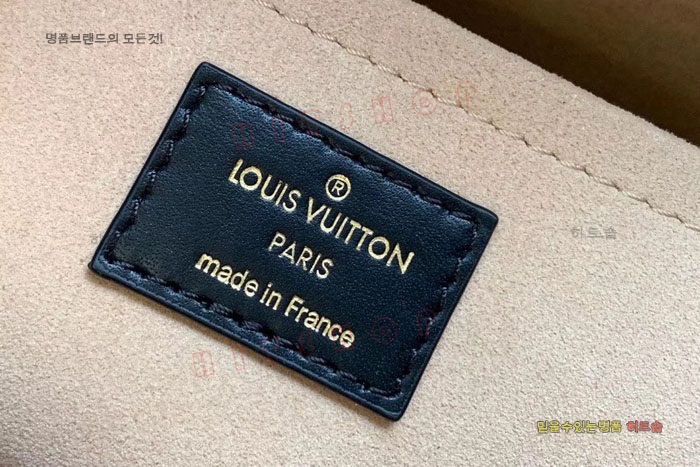 명품브랜드의 모든것!
®
LOUIS VUITTON
PARIS
made in France
히트숍
믿을수있는명품 히트숍